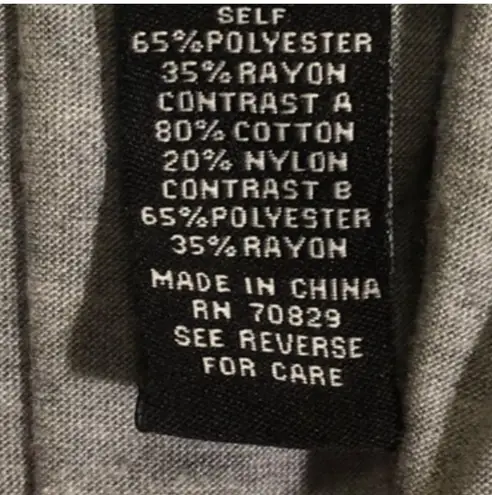 SELF
65%POLYESTER
35%RAYON
CONTRAST A
80% COTTON
20% NYLON
CONTRAST B
65%POLYESTER
35%RAYON
MADE IN CHINA
RN 70829
SEE REVERSE
FOR CARE